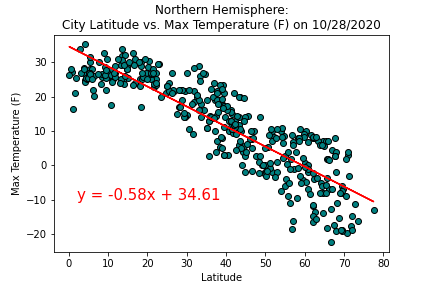 Northern Hemisphere:
City Latitude vs. Max Temperature (F) on 10/28/2020
Max Temperature (F)
30
20
10
0
−10
−20
y = -0.58x + 34.61
0 10 20 30 40 50 60 70 80
Latitude